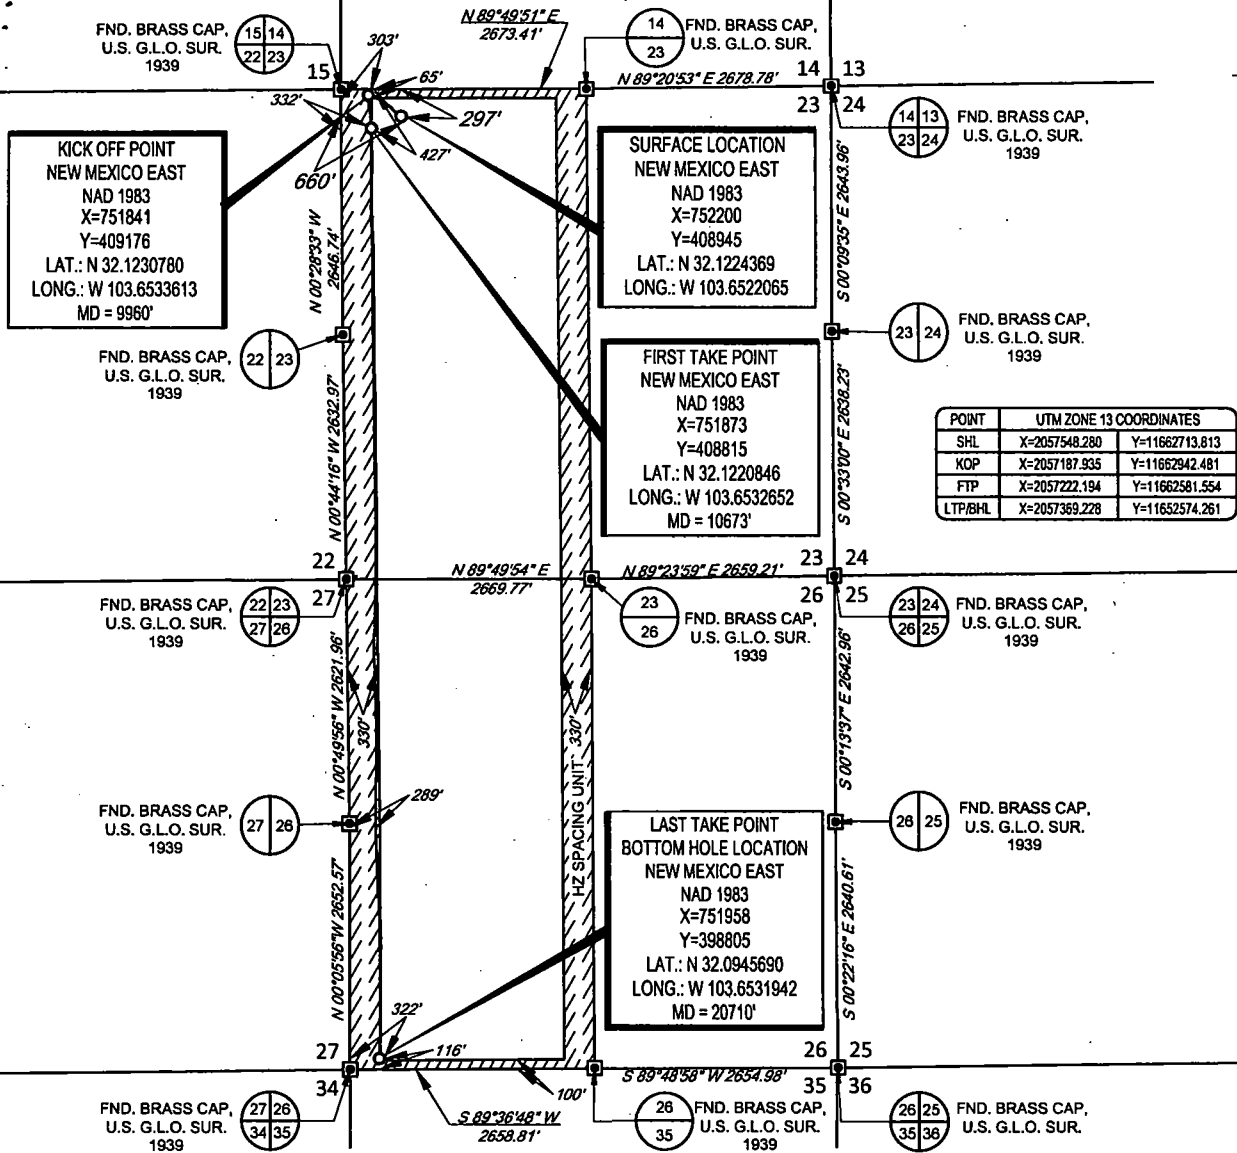 N 89°49'51" E
2673.41'
FND. BRASS CAP,
U.S. G.L.O. SUR.
1939
15 14
22 23
303'
14
23
FND. BRASS CAP,
U.S. G.L.O. SUR.
15
65'
N 89°20'53" E 2678.78'
14 13
23 24
332'
297'
427'
660'
14 13
23 24
FND. BRASS CAP,
U.S. G.L.O. SUR.
1939
KICK OFF POINT
NEW MEXICO EAST
NAD 1983
X=751841
Y=409176
LAT.: N 32.1230780
LONG.: W 103.6533613
MD = 9960'
SURFACE LOCATION
NEW MEXICO EAST
NAD 1983
X=752200
Y=408945
LAT.: N 32.1224369
LONG.: W 103.6522065
N 00°28'33" W
2646.74'
S 00°09'35" E 2643.96'
22 23
FND. BRASS CAP,
U.S. G.L.O. SUR.
1939
23 24
FND. BRASS CAP,
U.S. G.L.O. SUR.
1939
FIRST TAKE POINT
NEW MEXICO EAST
NAD 1983
X=751873
Y=408815
LAT.: N 32.1220846
LONG.: W 103.6532652
MD = 10673'
N 00°44'16" W 2632.97'
S 00°33'00" E 2638.23'
POINT UTM ZONE 13 COORDINATES
SHL X=2057548.280 Y=11662713.813
KOP X=2057187.935 Y=11662942.481
FTP X=2057222.194 Y=11662581.554
LTP/BHL X=2057369.228 Y=11652574.261
22
27
N 89°49'54" E
2669.77'
N 89°23'59" E 2659.21'
23 24
26 25
FND. BRASS CAP,
U.S. G.L.O. SUR.
1939
22 23
27 26
23
26
FND. BRASS CAP,
U.S. G.L.O. SUR.
1939
23 24
26 25
FND. BRASS CAP,
U.S. G.L.O. SUR.
1939
N 00°49'56" W 2621.96'
330'
330'
HZ SPACING UNIT
S 00°13'37" E 2642.96'
289'
FND. BRASS CAP,
U.S. G.L.O. SUR.
1939
27 26
26 25
FND. BRASS CAP,
U.S. G.L.O. SUR.
1939
LAST TAKE POINT
BOTTOM HOLE LOCATION
NEW MEXICO EAST
NAD 1983
X=751958
Y=398805
LAT.: N 32.0945690
LONG.: W 103.6531942
MD = 20710'
N 00°05'56" W 2652.57'
S 00°22'16" E 2640.61'
322'
116'
100'
27
34
26 25
35 36
S 89°48'58" W 2654.98'
S 89°36'48" W
2658.81'
FND. BRASS CAP,
U.S. G.L.O. SUR.
1939
27 26
34 35
26
35
FND. BRASS CAP,
U.S. G.L.O. SUR.
1939
26 25
35 36
FND. BRASS CAP,
U.S. G.L.O. SUR.